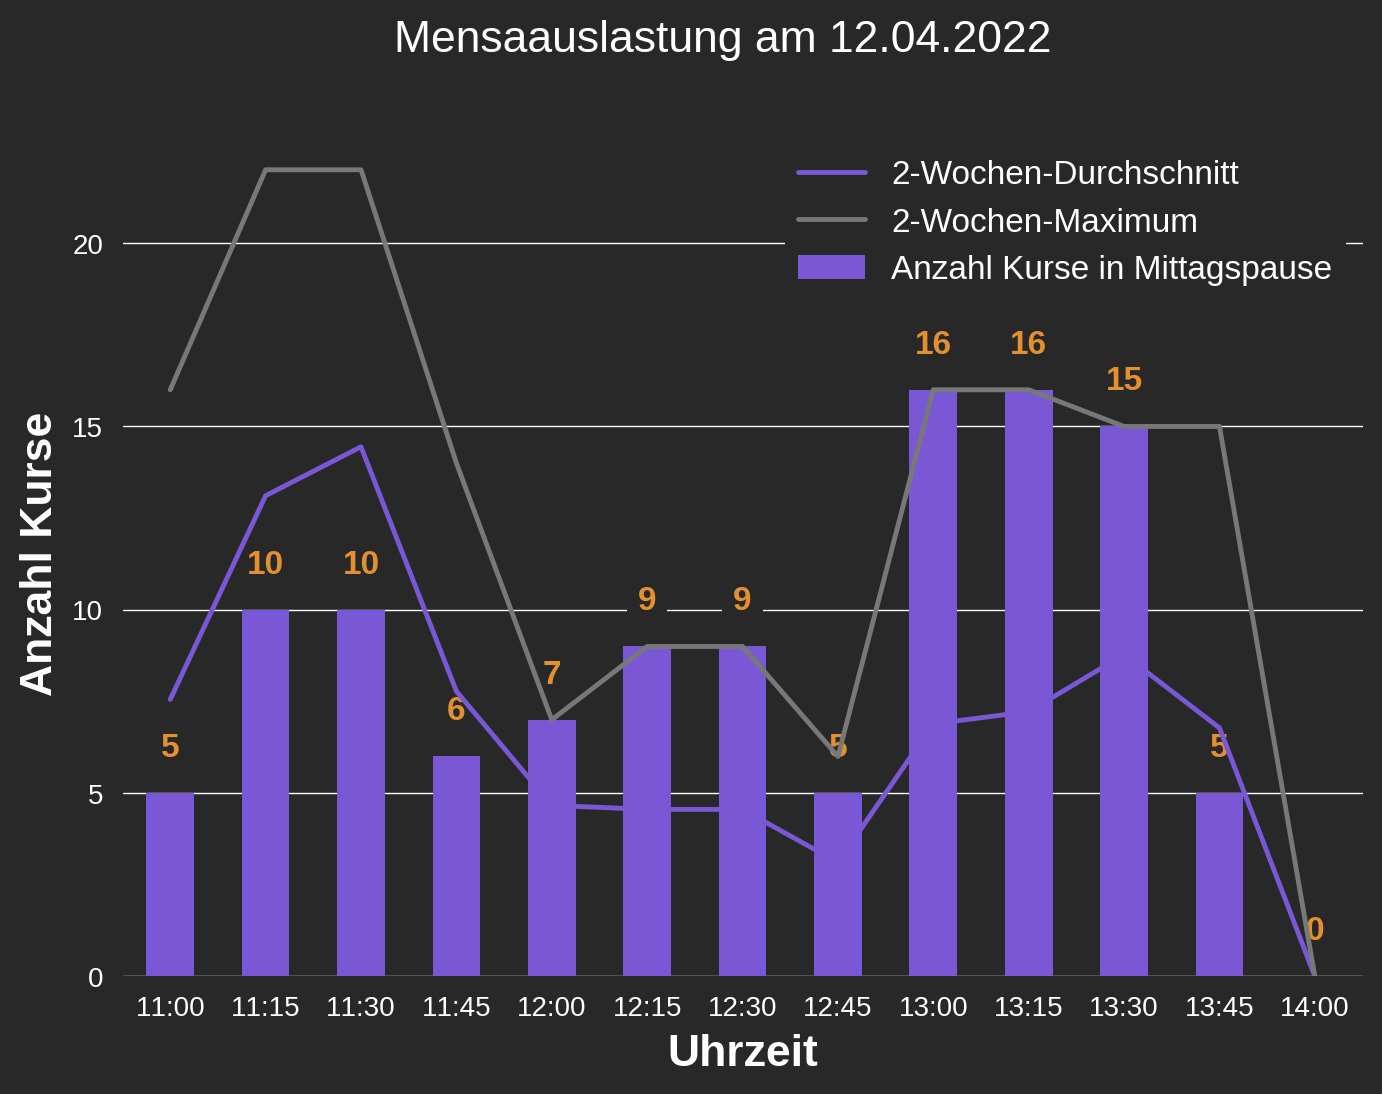 Mensaauslastung am 12.04.2022
2-Wochen-Durchschnitt
2-Wochen-Maximum
Anzahl Kurse in Mittagspause
Anzahl Kurse
20
15
10
5
0
5
10
10
6
7
9
9
5
16
16
15
5
0
11:00 11:15 11:30 11:45 12:00 12:15 12:30 12:45 13:00 13:15 13:30 13:45 14:00
Uhrzeit